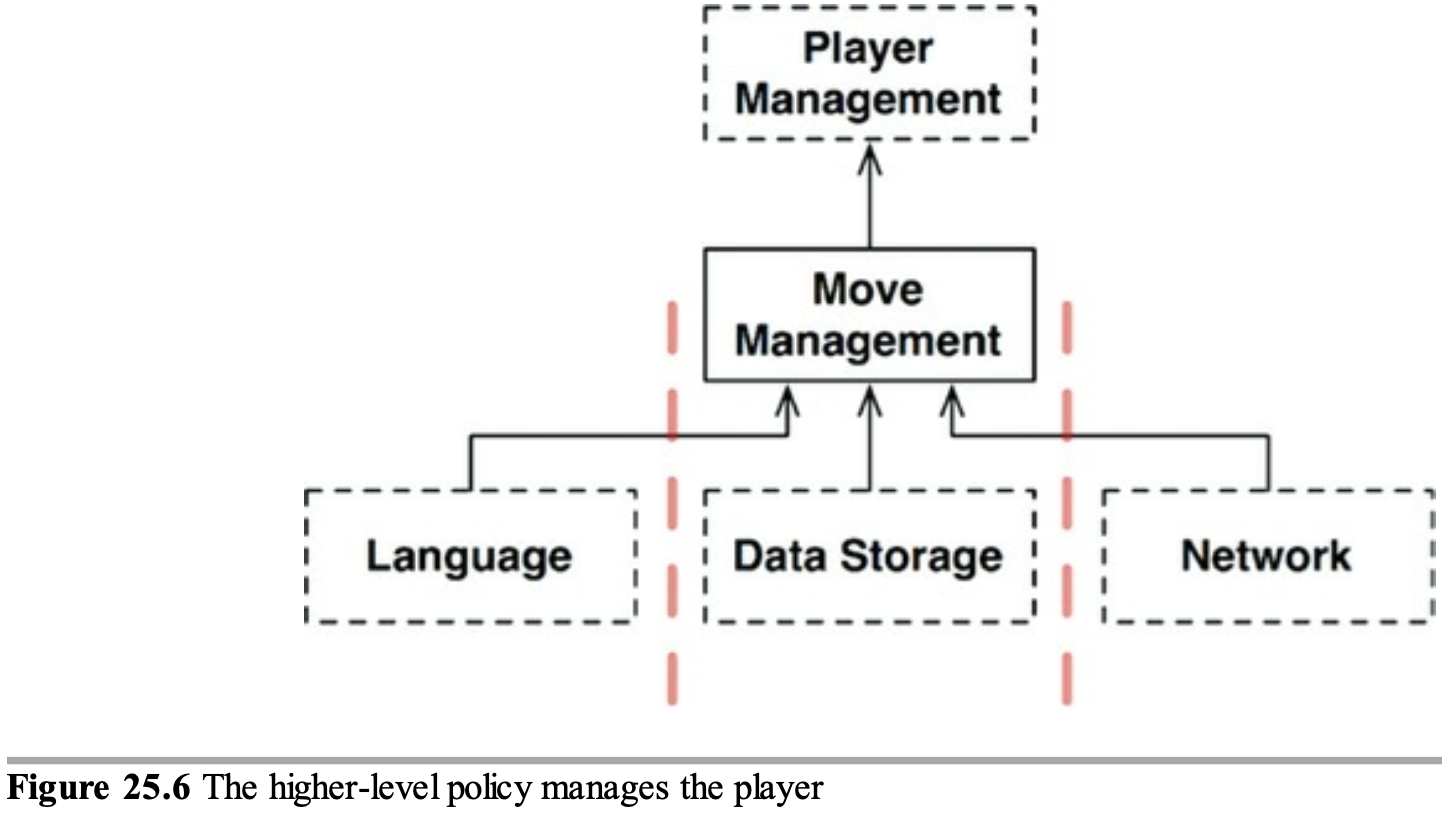 Player
Management
Move
Management
Language
Data Storage
Network
Figure 25.6 The higher-level policy manages the player